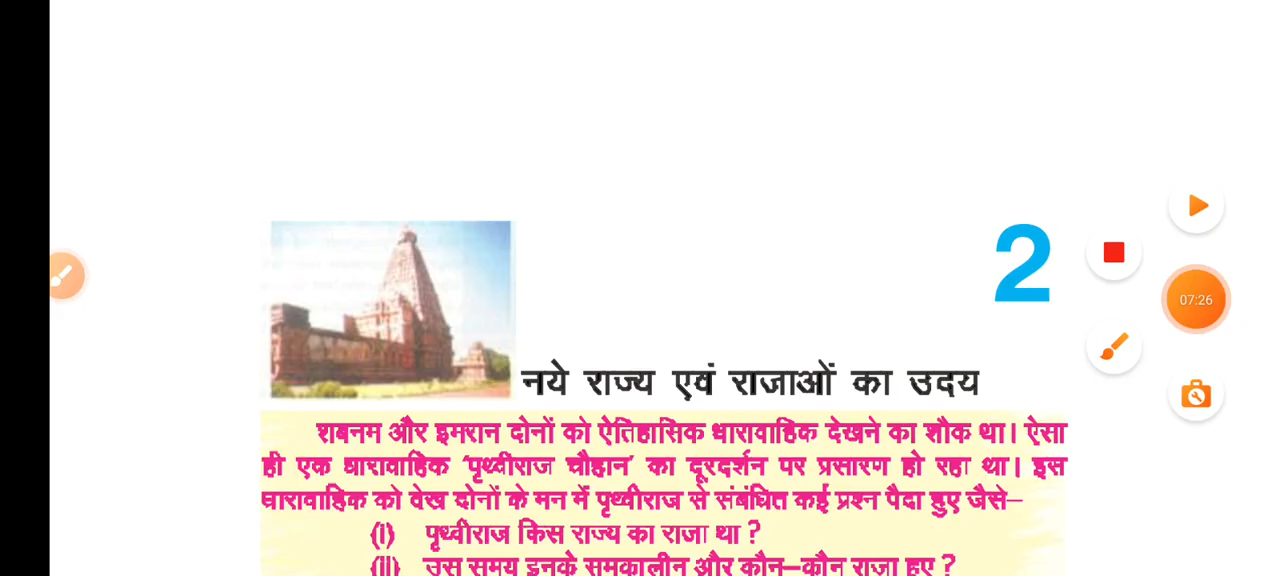 2
07:26
नये राज्य एवं राजाओं का उदय
शबनम और इमरान दोनों को ऐतिहासिक धारावाहिक देखने का शौक था। ऐसा
ही एक धारावाहिक 'पृथ्वीराज चौहान' का दूरदर्शन पर प्रसारण हो रहा था। इस
धारावाहिक को देख दोनों के मन में पृथ्वीराज से संबंधित कई प्रश्न पैदा हुए जैसे–
(i) पृथ्वीराज किस राज्य का राजा था ?
(ii) उस समय इनके समकालीन और कौन–कौन राजा हुए ?